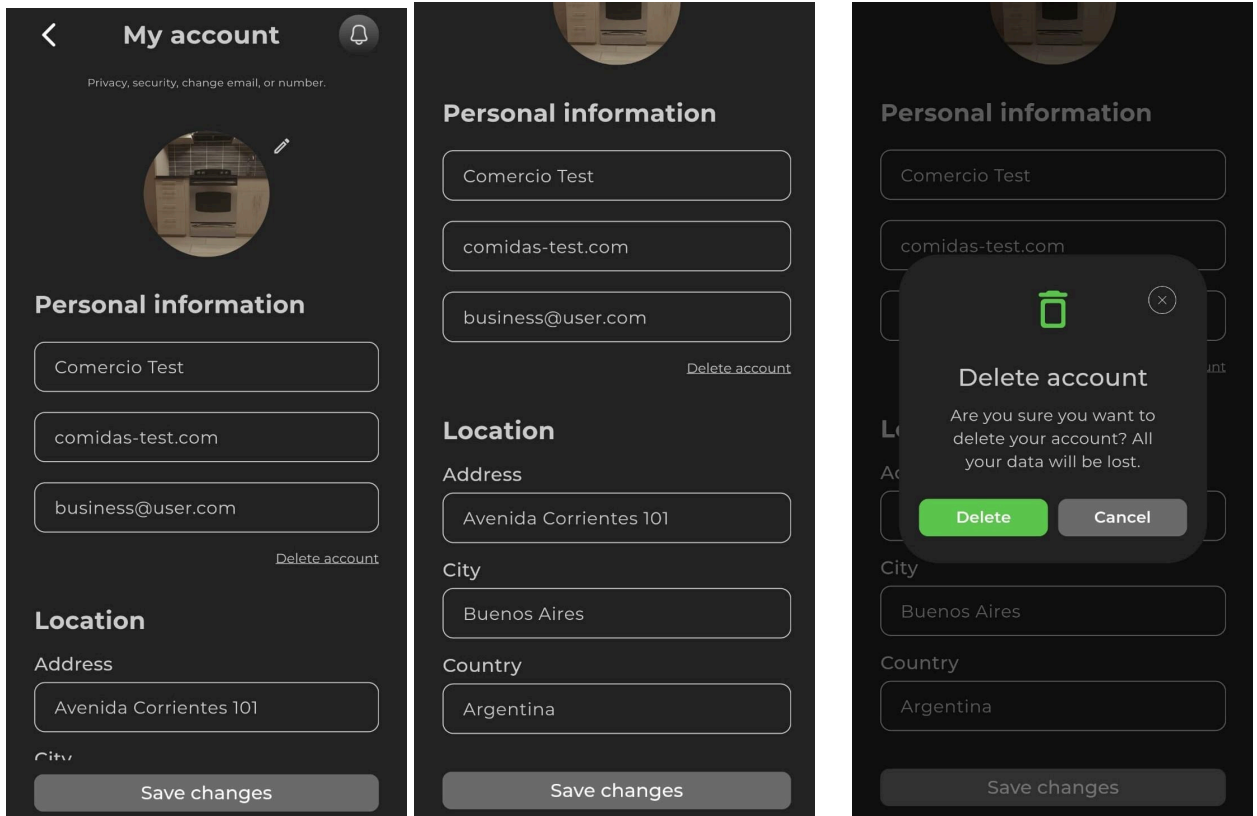 My account
Privacy, security, change email, or number.
Personal information
Comercio Test
comidas-test.com
business@user.com
Delete account
Location
Address
Avenida Corrientes 101
City
Save changes
Personal information
Comercio Test
comidas-test.com
business@user.com
Delete account
Location
Address
Avenida Corrientes 101
City
Buenos Aires
Country
Argentina
Save changes
Personal information
Comercio Test
comidas-test.com
Delete account
Are you sure you want to
delete your account? All
your data will be lost.
Delete Cancel
City
Buenos Aires
Country
Argentina
Save changes